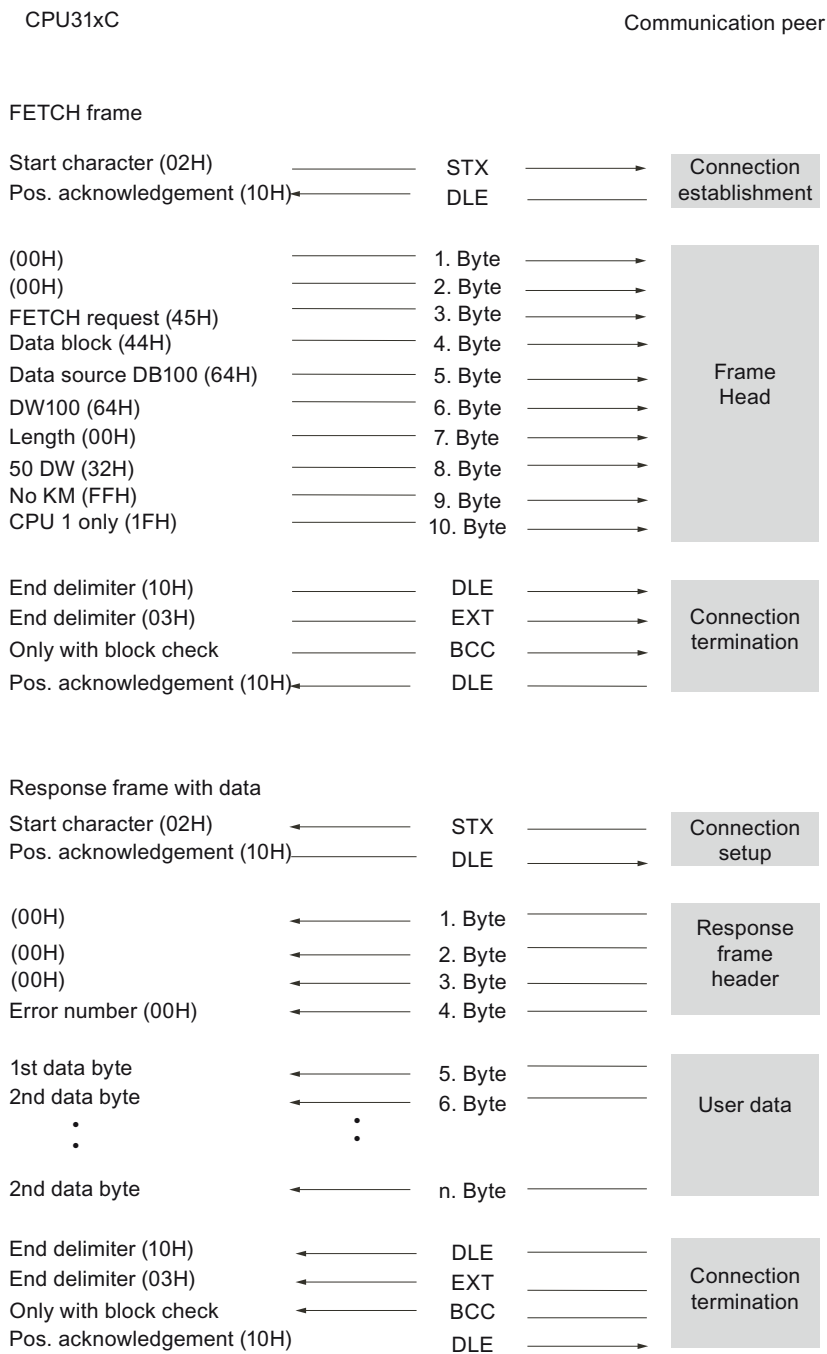 CPU31xC Communication peer
FETCH frame
Start character (02H) STX Connection
Pos. acknowledgement (10H) DLE establishment
(00H) 1. Byte
(00H) 2. Byte
FETCH request (45H) 3. Byte
Data block (44H) 4. Byte
Data source DB100 (64H) 5. Byte Frame
DW100 (64H) 6. Byte Head
Length (00H) 7. Byte
50 DW (32H) 8. Byte
No KM (FFH) 9. Byte
CPU 1 only (1FH) 10. Byte
End delimiter (10H) DLE
End delimiter (03H) EXT Connection
Only with block check BCC termination
Pos. acknowledgement (10H) DLE
Response frame with data
Start character (02H) STX Connection
Pos. acknowledgement (10H) DLE setup
(00H) 1. Byte Response
(00H) 2. Byte frame
(00H) 3. Byte header
Error number (00H) 4. Byte
1st data byte 5. Byte
2nd data byte 6. Byte User data
2nd data byte n. Byte
End delimiter (10H) DLE
End delimiter (03H) EXT Connection
Only with block check BCC termination
Pos. acknowledgement (10H) DLE